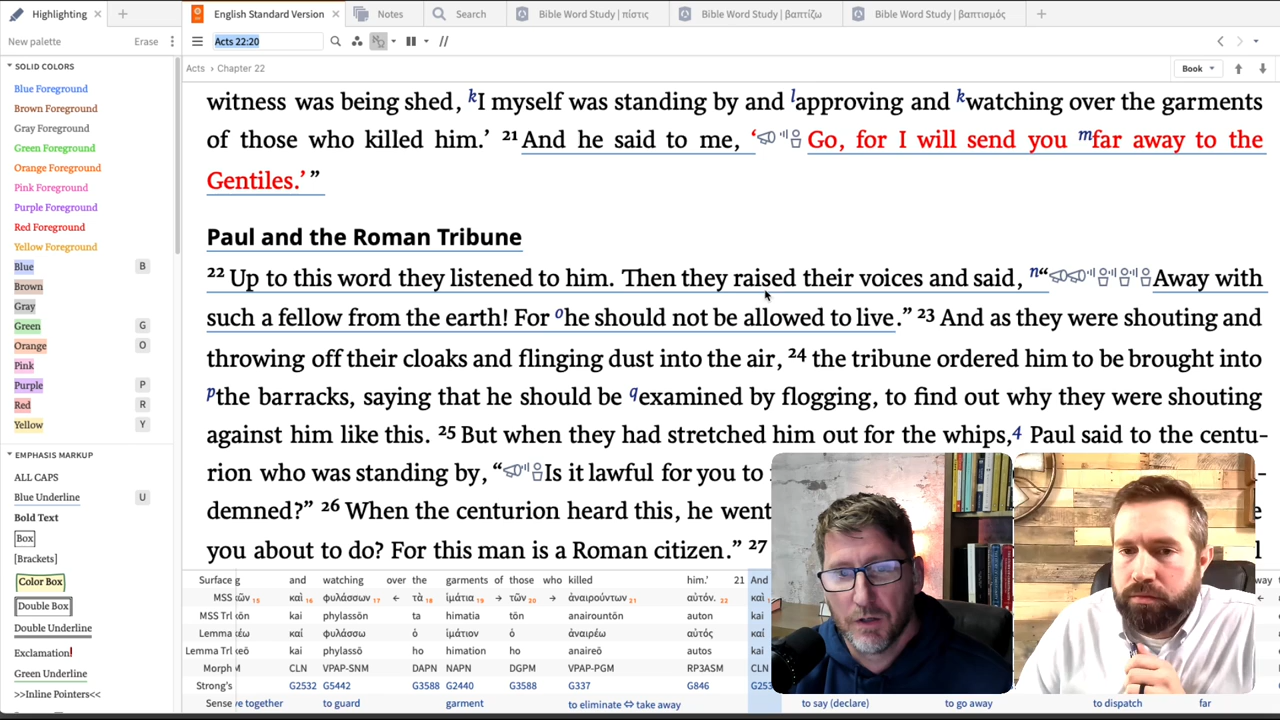 Highlighting
English Standard Version
Notes
Search
Bible Word Study | πίστις
Bible Word Study | βαπτίζω
Bible Word Study | βαπτισμός
New palette
Erase
Acts 22:20
Acts › Chapter 22
Book
SOLID COLORS
Blue Foreground
Brown Foreground
Gray Foreground
Green Foreground
Orange Foreground
Pink Foreground
Purple Foreground
Red Foreground
Yellow Foreground
Blue B
Brown
Gray
Green G
Orange O
Pink
Purple P
Red R
Yellow Y
EMPHASIS MARKUP
ALL CAPS
Blue Underline U
Bold Text
Box
[Brackets]
Color Box
Double Box
Double Underline
Exclamation!
Green Underline
>>Inline Pointers<<
witness was being shed, kI myself was standing by and lapproving and kwatching over the garments
of those who killed him.’ 21 And he said to me, ‘Go, for I will send you mfar away to the
Gentiles.’ ”
Paul and the Roman Tribune
22 Up to this word they listened to him. Then they raised their voices and said, n“Away with
such a fellow from the earth! For ohe should not be allowed to live.” 23 And as they were shouting and
throwing off their cloaks and flinging dust into the air, 24 the tribune ordered him to be brought into
pthe barracks, saying that he should be qexamined by flogging, to find out why they were shouting
against him like this. 25 But when they had stretched him out for the whips,4 Paul said to the centu-
rion who was standing by, “Is it lawful for you to
demned?” 26 When the centurion heard this, he went
you about to do? For this man is a Roman citizen.” 27
Surface g and watching over the garments of those who killed him.’ 21 And
MSS ῶν 15 καὶ 16 φυλάσσων 17 ← τὰ 18 ἱμάτια 19 → τῶν 20 → ἀναιρούντων 21 αὐτόν. 22 καὶ
MSS Trl kōn kai phylassōn ta himatia tōn anairountōn auton kai
Lemma έω καί φυλάσσω ὁ ἱμάτιον ὁ ἀναιρέω αὐτός καί
Lemma Trl keō kai phylassō ho himation ho anaireō autos kai
Morph CLN VPAP-SNM DAPN NAPN DGPM VPAP-PGM RP3ASM CLN
Strong's G2532 G5442 G3588 G2440 G3588 G337 G846 G253
Sense ve together to guard garment to eliminate ⇔ take away to say (declare) to go away to dispatch far